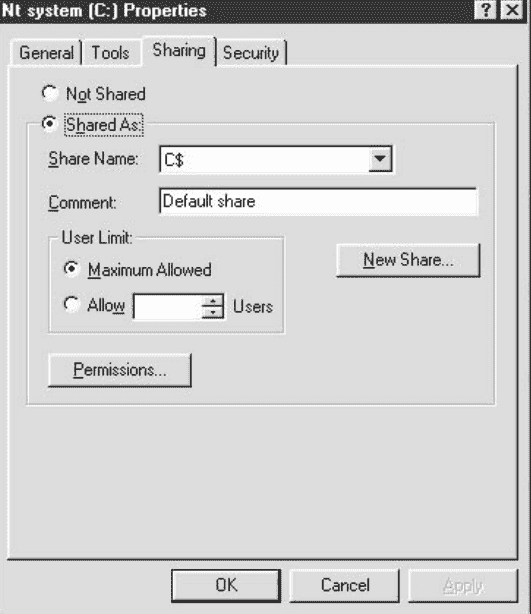 Nt system (C:) Properties
General Tools Sharing Security
Not Shared
Shared As:
Share Name: C$
Comment: Default share
User Limit:
Maximum Allowed
New Share...
Allow Users
Permissions...
OK Cancel Apply